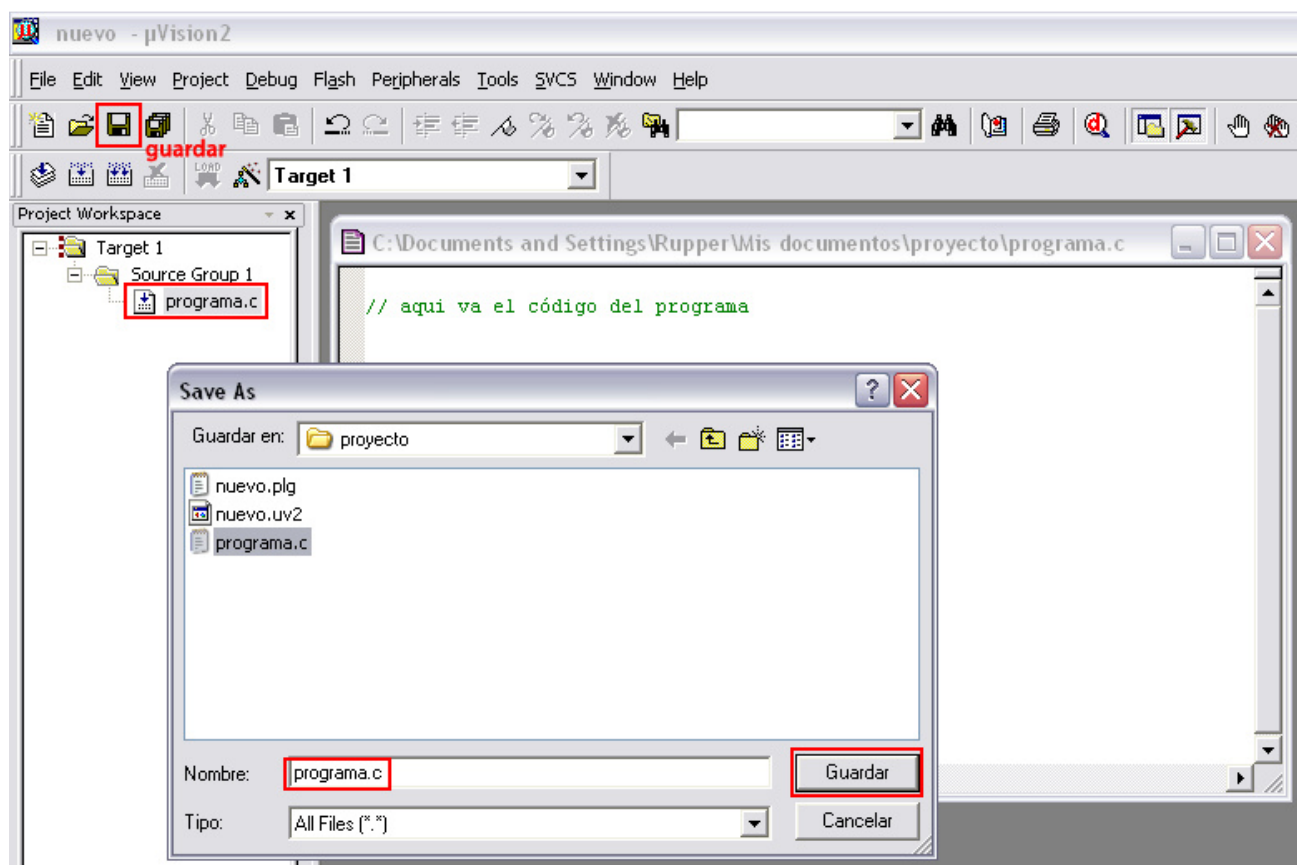 nuevo - µVision2
File Edit View Project Debug Flash Peripherals Tools SVCS Window Help
guardar
LOAD
Target 1
Project Workspace
Target 1
Source Group 1
programa.c
C:\Documents and Settings\Rupper\Mis documentos\proyecto\programa.c
// aqui va el código del programa
Save As
Guardar en: proyecto
nuevo.plg
nuevo.uv2
programa.c
Nombre: programa.c Guardar
Tipo: All Files (*.*) Cancelar